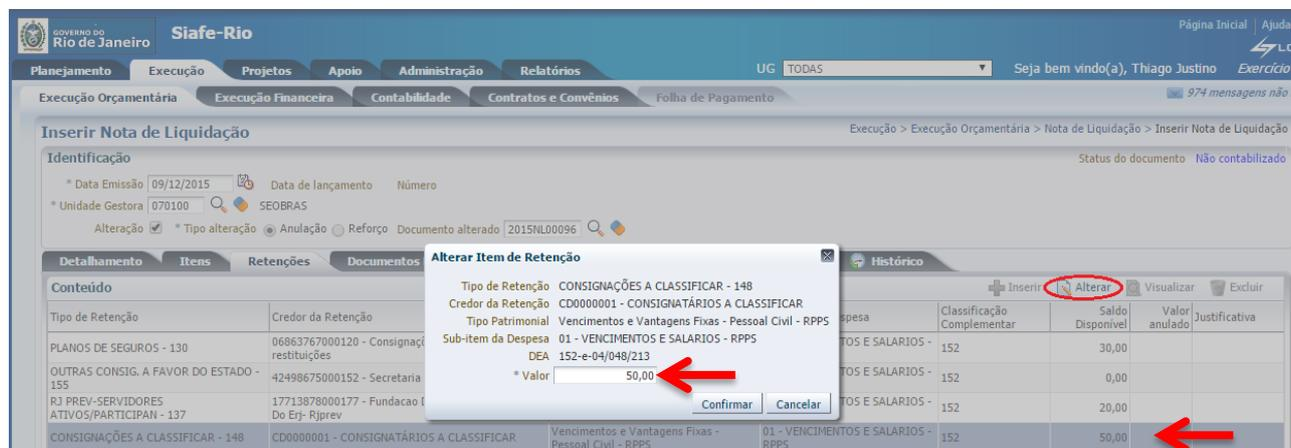 GOVERNO DO
Rio de Janeiro
Siafe-Rio
Página Inicial | Ajuda
Planejamento Execução Projetos Apoio Administração Relatórios UG TODAS Seja bem vindo(a), Thiago Justino Exercício
Execução Orçamentária Execução Financeira Contabilidade Contratos e Convênios Folha de Pagamento 974 mensagens não
Inserir Nota de Liquidação Execução > Execução Orçamentária > Nota de Liquidação > Inserir Nota de Liquidação
Identificação Status do documento Não contabilizado
* Data Emissão 09/12/2015 Data de lançamento Número
* Unidade Gestora 070100 SEOBRAS
Alteração * Tipo alteração Anulação Reforço Documento alterado 2015NL00096
Detalhamento Itens Retenções Documentos Histórico
Alterar Item de Retenção
Tipo de Retenção CONSIGNAÇÕES A CLASSIFICAR - 148
Credor da Retenção CD0000001 - CONSIGNATÁRIOS A CLASSIFICAR
Tipo Patrimonial Vencimentos e Vantagens Fixas - Pessoal Civil - RPPS
Sub-item da Despesa 01 - VENCIMENTOS E SALARIOS - RPPS
DEA 152-e-04/048/213
* Valor 50,00
Confirmar Cancelar
Conteúdo Inserir Alterar Visualizar Excluir
Tipo de Retenção Credor da Retenção spesa Classificação Complementar Saldo Disponível Valor anulado Justificativa
PLANOS DE SEGUROS - 130 06863767000120 - Consignaç restituições TOS E SALARIOS - 152 30,00
OUTRAS CONSIG. A FAVOR DO ESTADO - 155 42498675000152 - Secretaria TOS E SALARIOS - 152 0,00
RJ PREV-SERVIDORES ATIVOS/PARTICIPAN - 137 17713878000177 - Fundacao Do Erj- Rjprev TOS E SALARIOS - 152 20,00
CONSIGNAÇÕES A CLASSIFICAR - 148 CD0000001 - CONSIGNATÁRIOS A CLASSIFICAR Vencimentos e Vantagens Fixas - Pessoal Civil - RPPS 01 - VENCIMENTOS E SALARIOS - RPPS 152 50,00